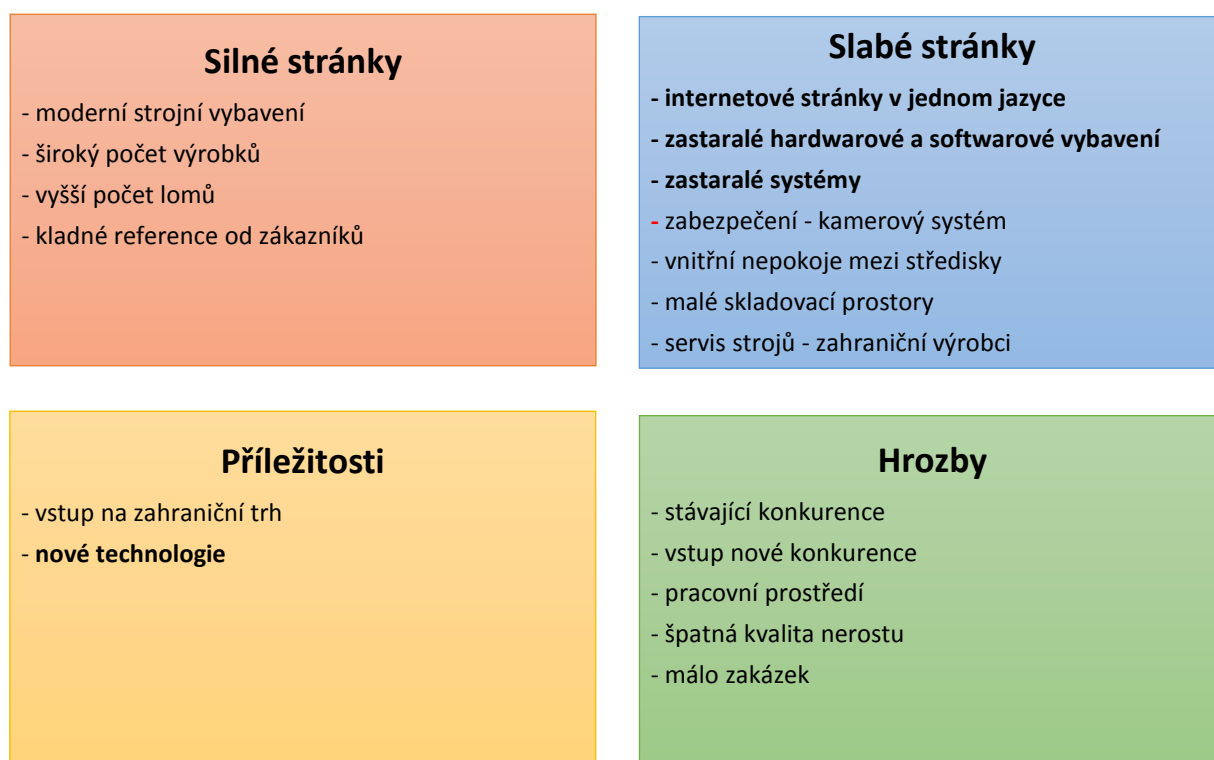 Silné stránky
- moderní strojní vybavení
- široký počet výrobků
- vyšší počet lomů
- kladné reference od zákazníků
Slabé stránky
- internetové stránky v jednom jazyce
- zastaralé hardwarové a softwarové vybavení
- zastaralé systémy
- zabezpečení - kamerový systém
- vnitřní nepokoje mezi středisky
- malé skladovací prostory
- servis strojů - zahraniční výrobci
Příležitosti
- vstup na zahraniční trh
- nové technologie
Hrozby
- stávající konkurence
- vstup nové konkurence
- pracovní prostředí
- špatná kvalita nerostu
- málo zakázek